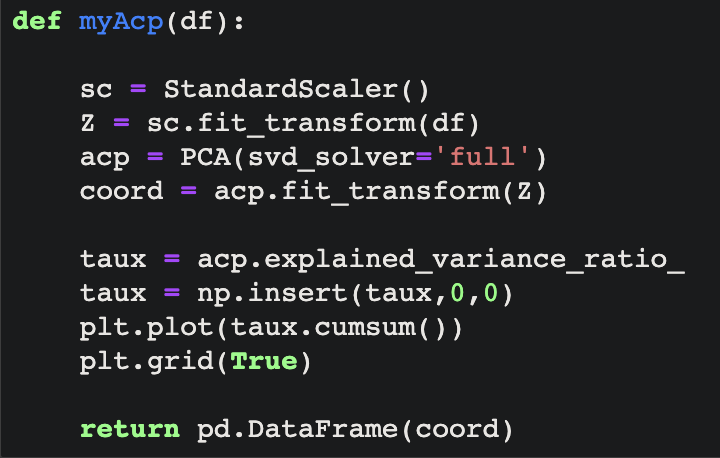 def myAcp(df):
    sc = StandardScaler()
    Z = sc.fit_transform(df)
    acp = PCA(svd_solver='full')
    coord = acp.fit_transform(Z)
    taux = acp.explained_variance_ratio_
    taux = np.insert(taux,0,0)
    plt.plot(taux.cumsum())
    plt.grid(True)
    return pd.DataFrame(coord)